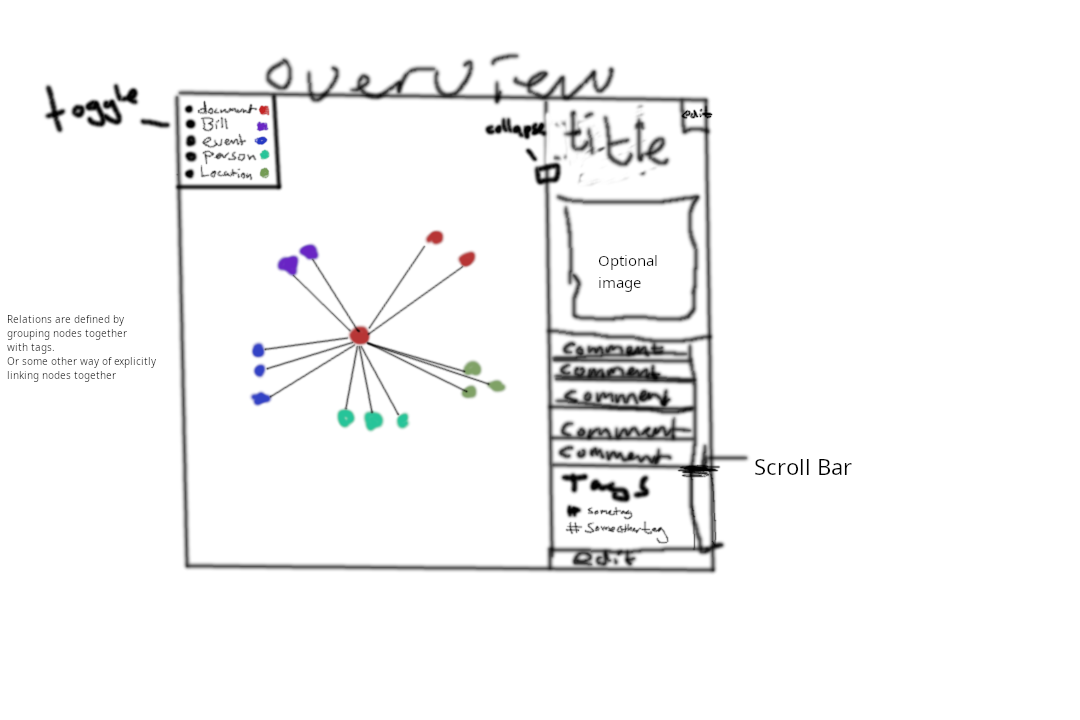 overview
toggle
document
Bill
event
person
Location
collapse
title
edit
Optional
image
Relations are defined by
grouping nodes together
with tags.
Or some other way of explicitly
linking nodes together
comment
comment
comment
Comment
comment
Scroll Bar
Tags
# sometag
# Someothertag
edit